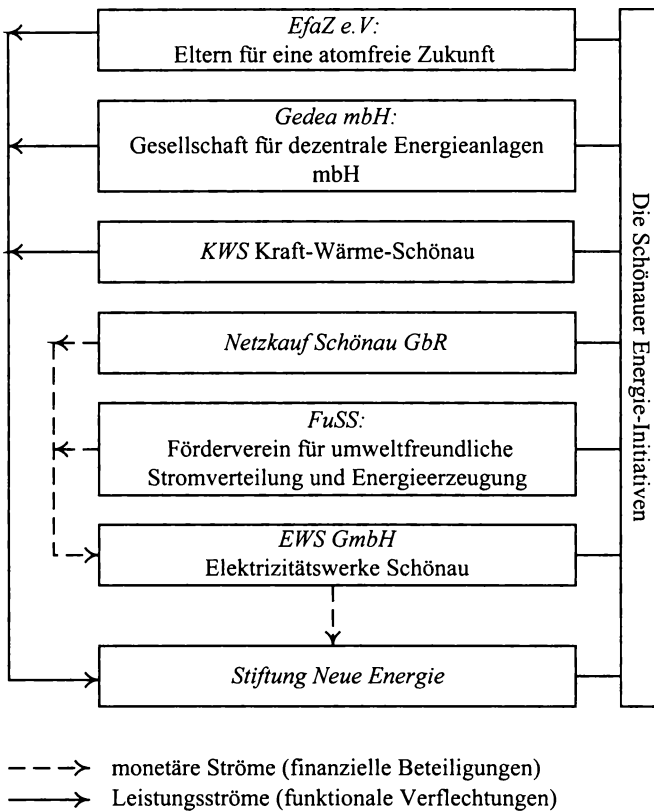 EfaZ e.V:
Eltern für eine atomfreie Zukunft
Gedea mbH:
Gesellschaft für dezentrale Energieanlagen
mbH
KWS Kraft-Wärme-Schönau
Netzkauf Schönau GbR
FuSS:
Förderverein für umweltfreundliche
Stromverteilung und Energieerzeugung
EWS GmbH
Elektrizitätswerke Schönau
Stiftung Neue Energie
Die Schönauer Energie-Initiativen
monetäre Ströme (finanzielle Beteiligungen)
Leistungsströme (funktionale Verflechtungen)